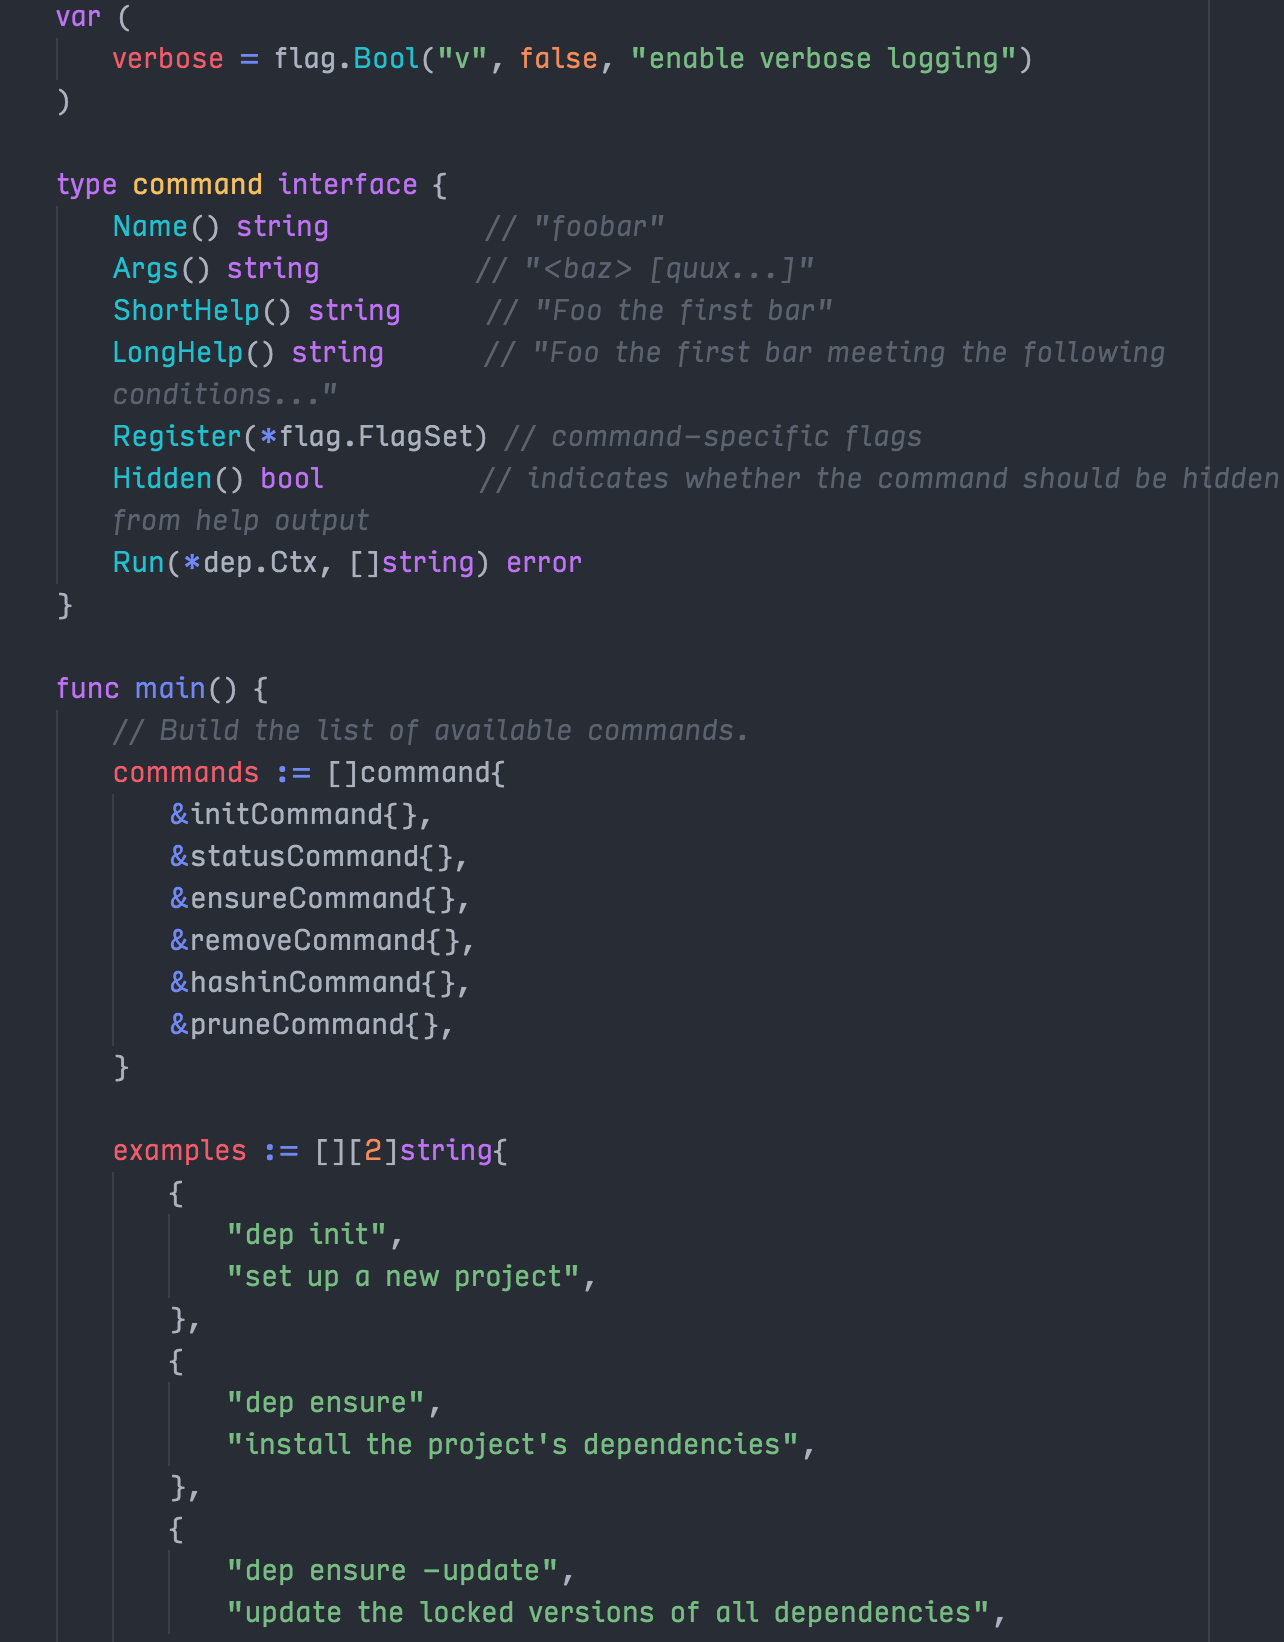 var (
    verbose = flag.Bool("v", false, "enable verbose logging")
)

type command interface {
    Name() string           // "foobar"
    Args() string           // "<baz> [quux...]"
    ShortHelp() string      // "Foo the first bar"
    LongHelp() string       // "Foo the first bar meeting the following
    conditions..."
    Register(*flag.FlagSet) // command-specific flags
    Hidden() bool           // indicates whether the command should be hidden
    from help output
    Run(*dep.Ctx, []string) error
}

func main() {
    // Build the list of available commands.
    commands := []command{
        &initCommand{},
        &statusCommand{},
        &ensureCommand{},
        &removeCommand{},
        &hashinCommand{},
        &pruneCommand{},
    }

    examples := [][2]string{
        {
            "dep init",
            "set up a new project",
        },
        {
            "dep ensure",
            "install the project's dependencies",
        },
        {
            "dep ensure -update",
            "update the locked versions of all dependencies",